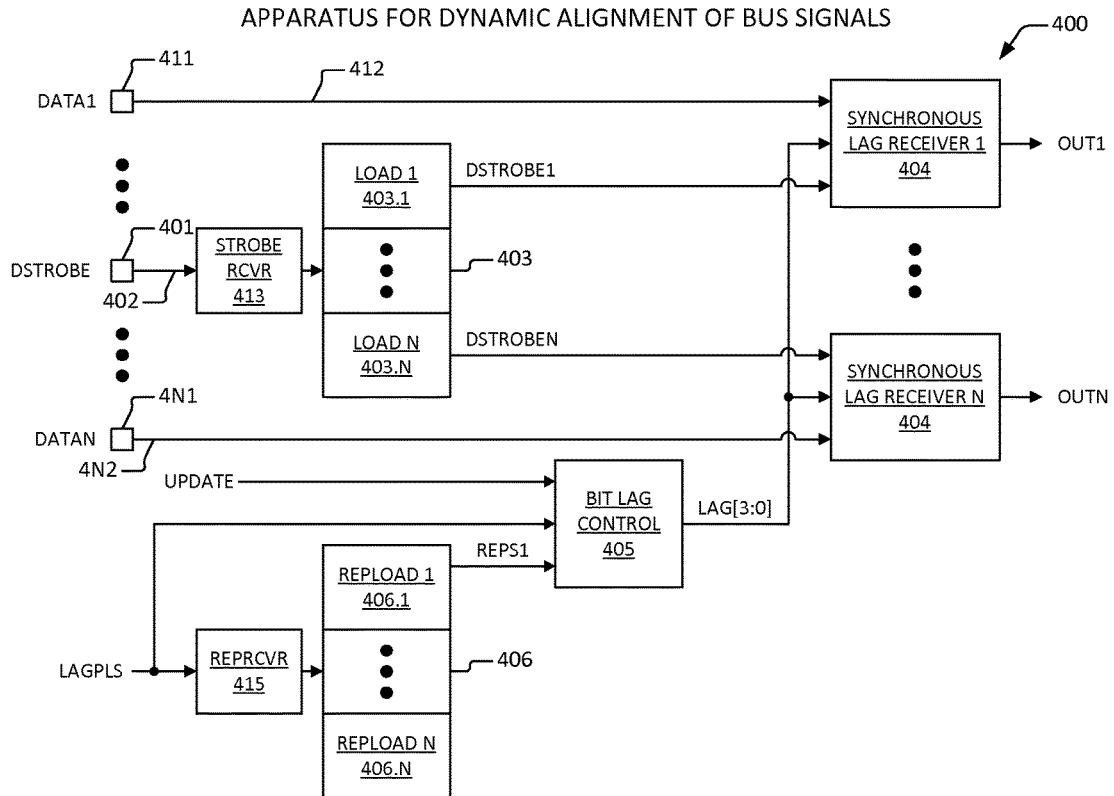 APPARATUS FOR DYNAMIC ALIGNMENT OF BUS SIGNALS
400
411
412
DATA1
SYNCHRONOUS
LAG RECEIVER 1
404
OUT1
LOAD 1
403.1
DSTROBE1
401
DSTROBE
402
STROBE
RCVR
413
403
LOAD N
403.N
DSTROBEN
SYNCHRONOUS
LAG RECEIVER N
404
OUTN
4N1
DATAN
4N2
UPDATE
BIT LAG
CONTROL
405
LAG[3:0]
REPS1
REPLOAD 1
406.1
LAGPLS
REPRCVR
415
406
REPLOAD N
406.N